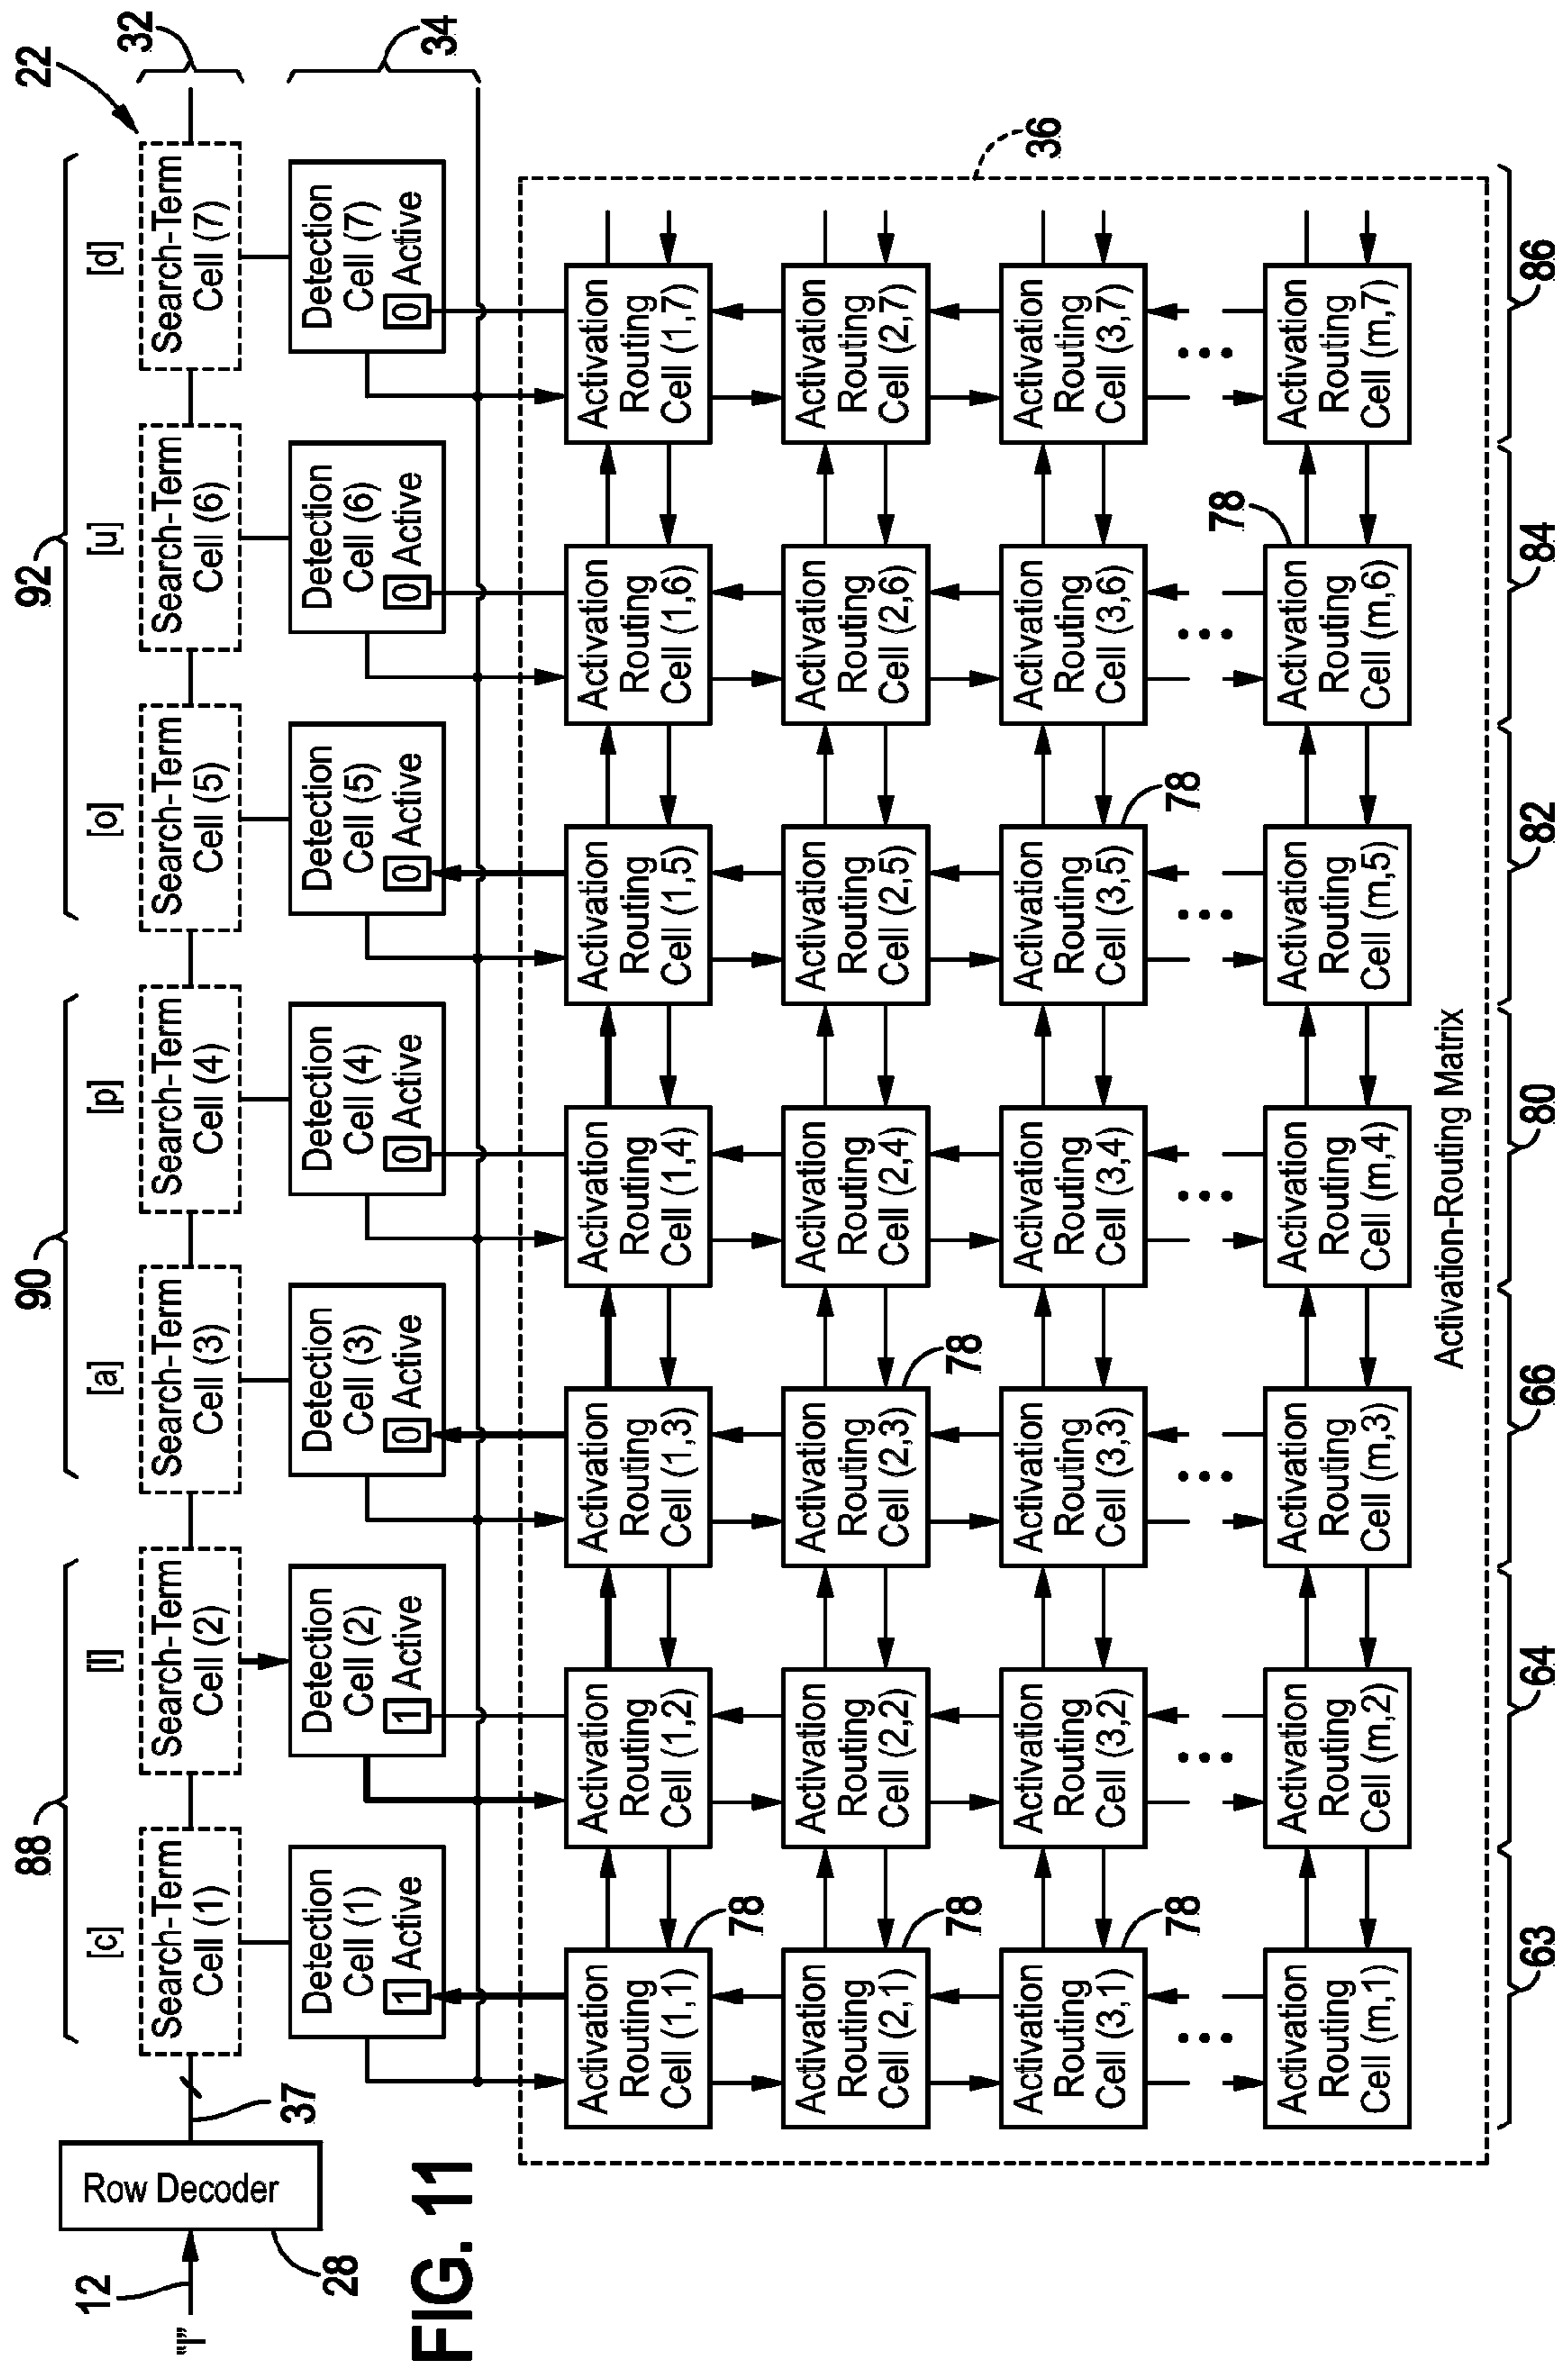 88
90
92
22
[c]
[l]
[a]
[p]
[o]
[u]
[d]
12
"l"
Row Decoder
28
37
Search-Term
Cell (1)
Search-Term
Cell (2)
Search-Term
Cell (3)
Search-Term
Cell (4)
Search-Term
Cell (5)
Search-Term
Cell (6)
Search-Term
Cell (7)
32
Detection
Cell (1)
1 Active
Detection
Cell (2)
1 Active
Detection
Cell (3)
0 Active
Detection
Cell (4)
0 Active
Detection
Cell (5)
0 Active
Detection
Cell (6)
0 Active
Detection
Cell (7)
0 Active
34
FIG. 11
Activation
Routing
Cell (1,1)
78
Activation
Routing
Cell (1,2)
Activation
Routing
Cell (1,3)
Activation
Routing
Cell (1,4)
Activation
Routing
Cell (1,5)
Activation
Routing
Cell (1,6)
Activation
Routing
Cell (1,7)
36
Activation
Routing
Cell (2,1)
78
Activation
Routing
Cell (2,2)
Activation
Routing
Cell (2,3)
78
Activation
Routing
Cell (2,4)
Activation
Routing
Cell (2,5)
Activation
Routing
Cell (2,6)
Activation
Routing
Cell (2,7)
Activation
Routing
Cell (3,1)
78
Activation
Routing
Cell (3,2)
Activation
Routing
Cell (3,3)
Activation
Routing
Cell (3,4)
Activation
Routing
Cell (3,5)
78
Activation
Routing
Cell (3,6)
Activation
Routing
Cell (3,7)
Activation
Routing
Cell (m,1)
Activation
Routing
Cell (m,2)
Activation
Routing
Cell (m,3)
Activation
Routing
Cell (m,4)
Activation
Routing
Cell (m,5)
Activation
Routing
Cell (m,6)
78
Activation
Routing
Cell (m,7)
Activation-Routing Matrix
63
64
66
80
82
84
86